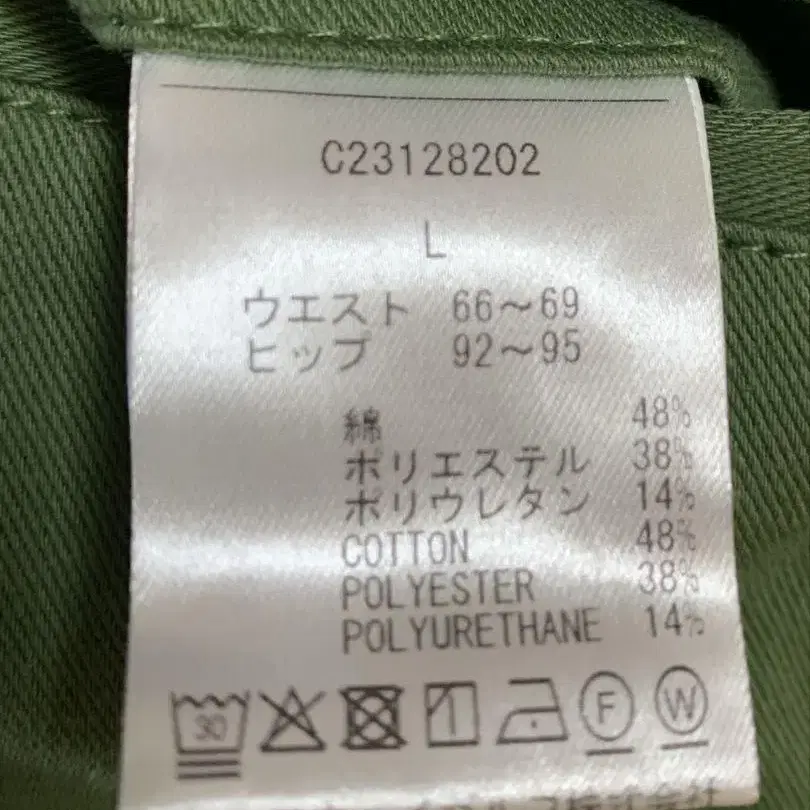 C23128202
L
ウエスト 66～69
ヒップ 92～95
綿 48%
ポリエステル 38%
ポリウレタン 14%
COTTON 48%
POLYESTER 38%
POLYURETHANE 14%
30 F W